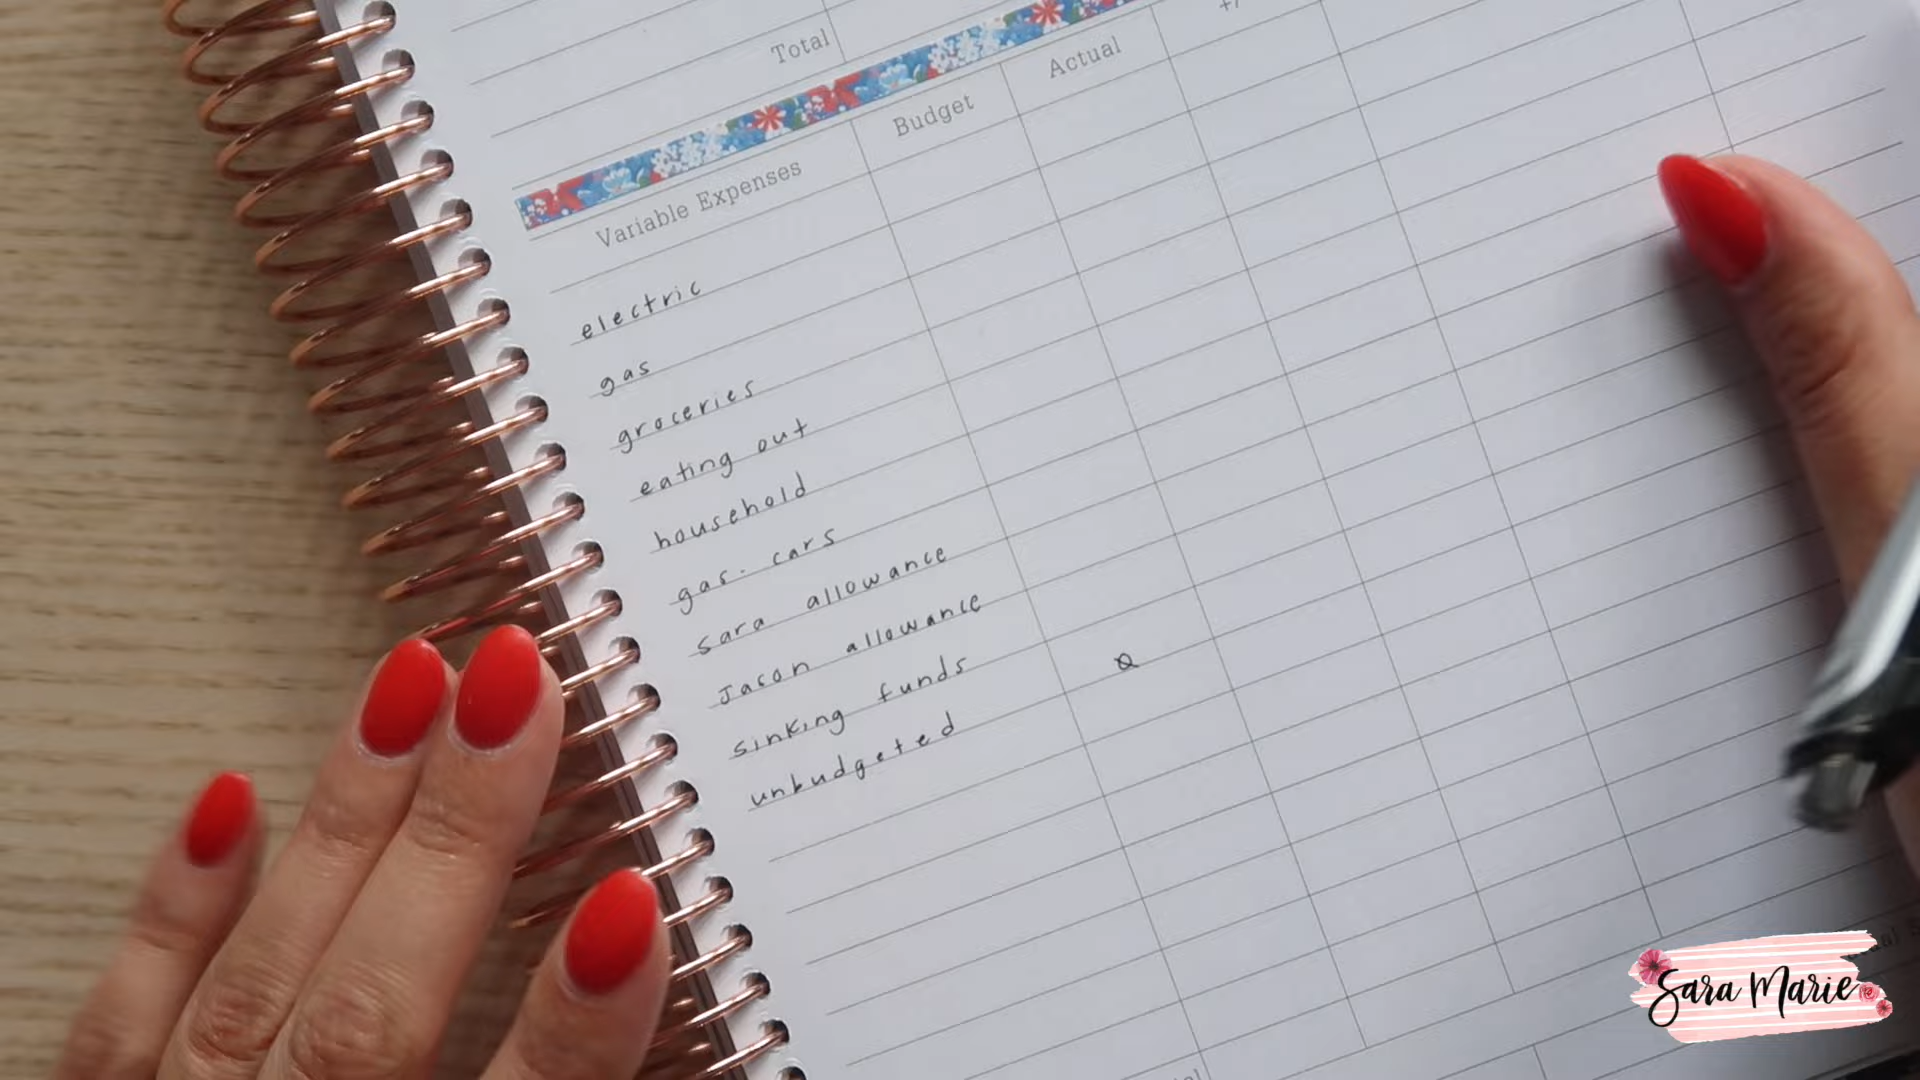 Total
Variable Expenses Budget Actual +/
electric
gas
groceries
eating out
household
gas - cars
sara allowance
Jason allowance
sinking funds
unbudgeted
Sara Marie